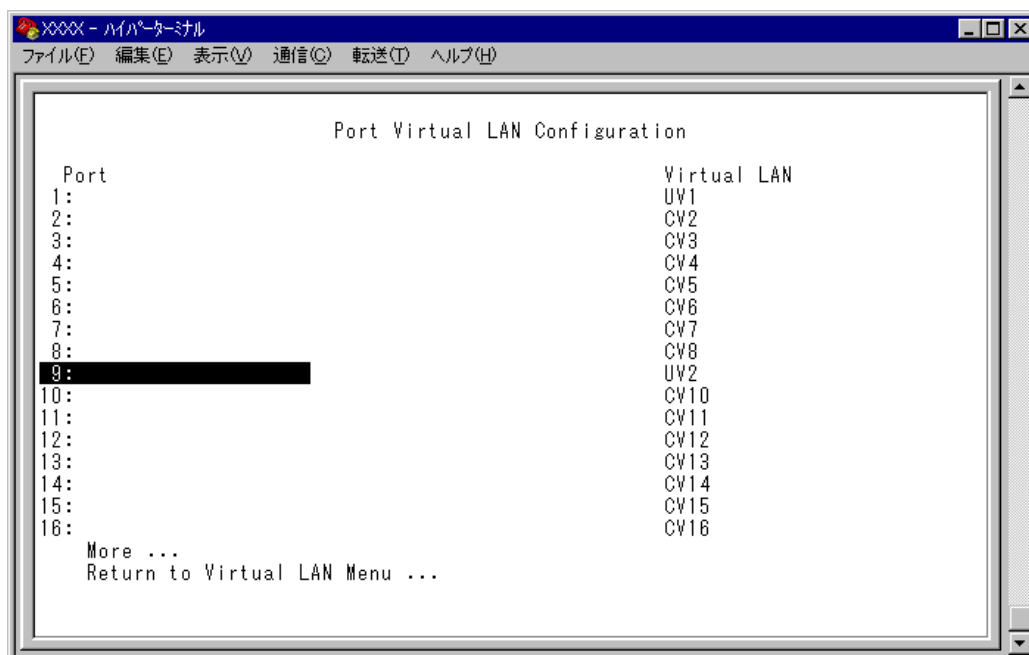 XXXX - ﾊｲﾊﾟｰﾀｰﾐﾅﾙ
ファイル(F) 編集(E) 表示(V) 通信(C) 転送(T) ヘルプ(H)
Port Virtual LAN Configuration
Port Virtual LAN
1: UV1
2: CV2
3: CV3
4: CV4
5: CV5
6: CV6
7: CV7
8: CV8
9: UV2
10: CV10
11: CV11
12: CV12
13: CV13
14: CV14
15: CV15
16: CV16
More ...
Return to Virtual LAN Menu ...